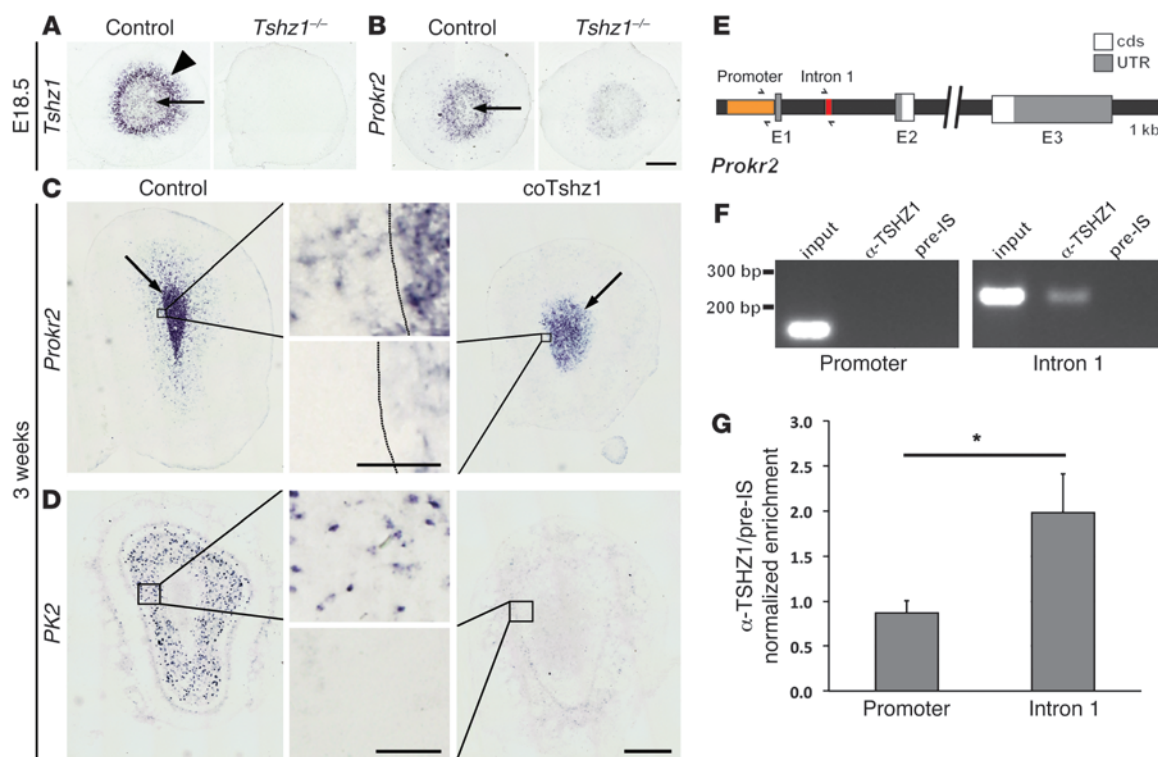 A
Control
Tshz1–/–
E18.5
Tshz1
B
Control
Tshz1–/–
Prokr2
C
Control
coTshz1
3 weeks
Prokr2
D
PK2
E
cds
UTR
Promoter
Intron 1
E1
E2
E3
1 kb
Prokr2
F
input
α-TSHZ1
pre-IS
input
α-TSHZ1
pre-IS
300 bp
200 bp
Promoter
Intron 1
G
*
α-TSHZ1/pre-IS
normalized enrichment
3.0
2.5
2.0
1.5
1.0
0.5
0.0
Promoter
Intron 1